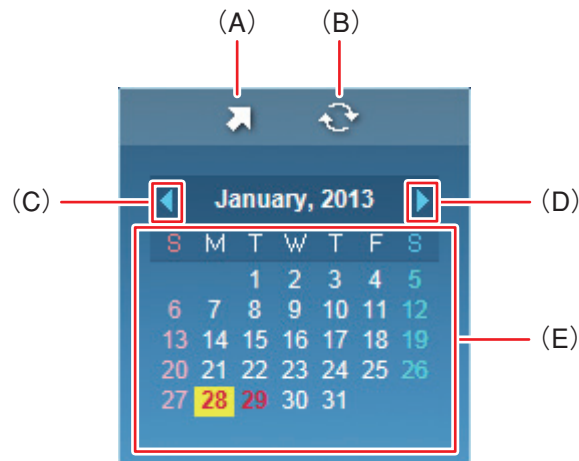 (A) (B)
(C) January, 2013 (D)
S M T W T F S
1 2 3 4 5
6 7 8 9 10 11 12
13 14 15 16 17 18 19
(E)
20 21 22 23 24 25 26
27 28 29 30 31